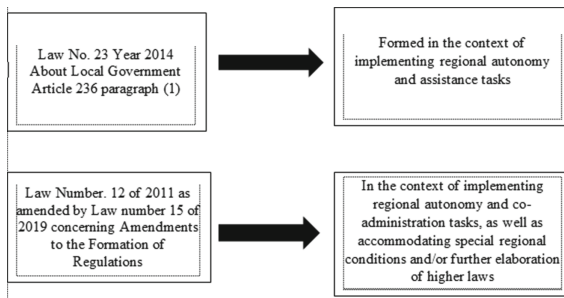 Law No. 23 Year 2014
About Local Government
Article 236 paragraph (1)
Formed in the context of
implementing regional autonomy
and assistance tasks
Law Number. 12 of 2011 as
amended by Law number 15 of
2019 concerning Amendments
to the Formation of
Regulations
In the context of implementing
regional autonomy and co-
administration tasks, as well as
accommodating special regional
conditions and/or further elaboration
of higher laws